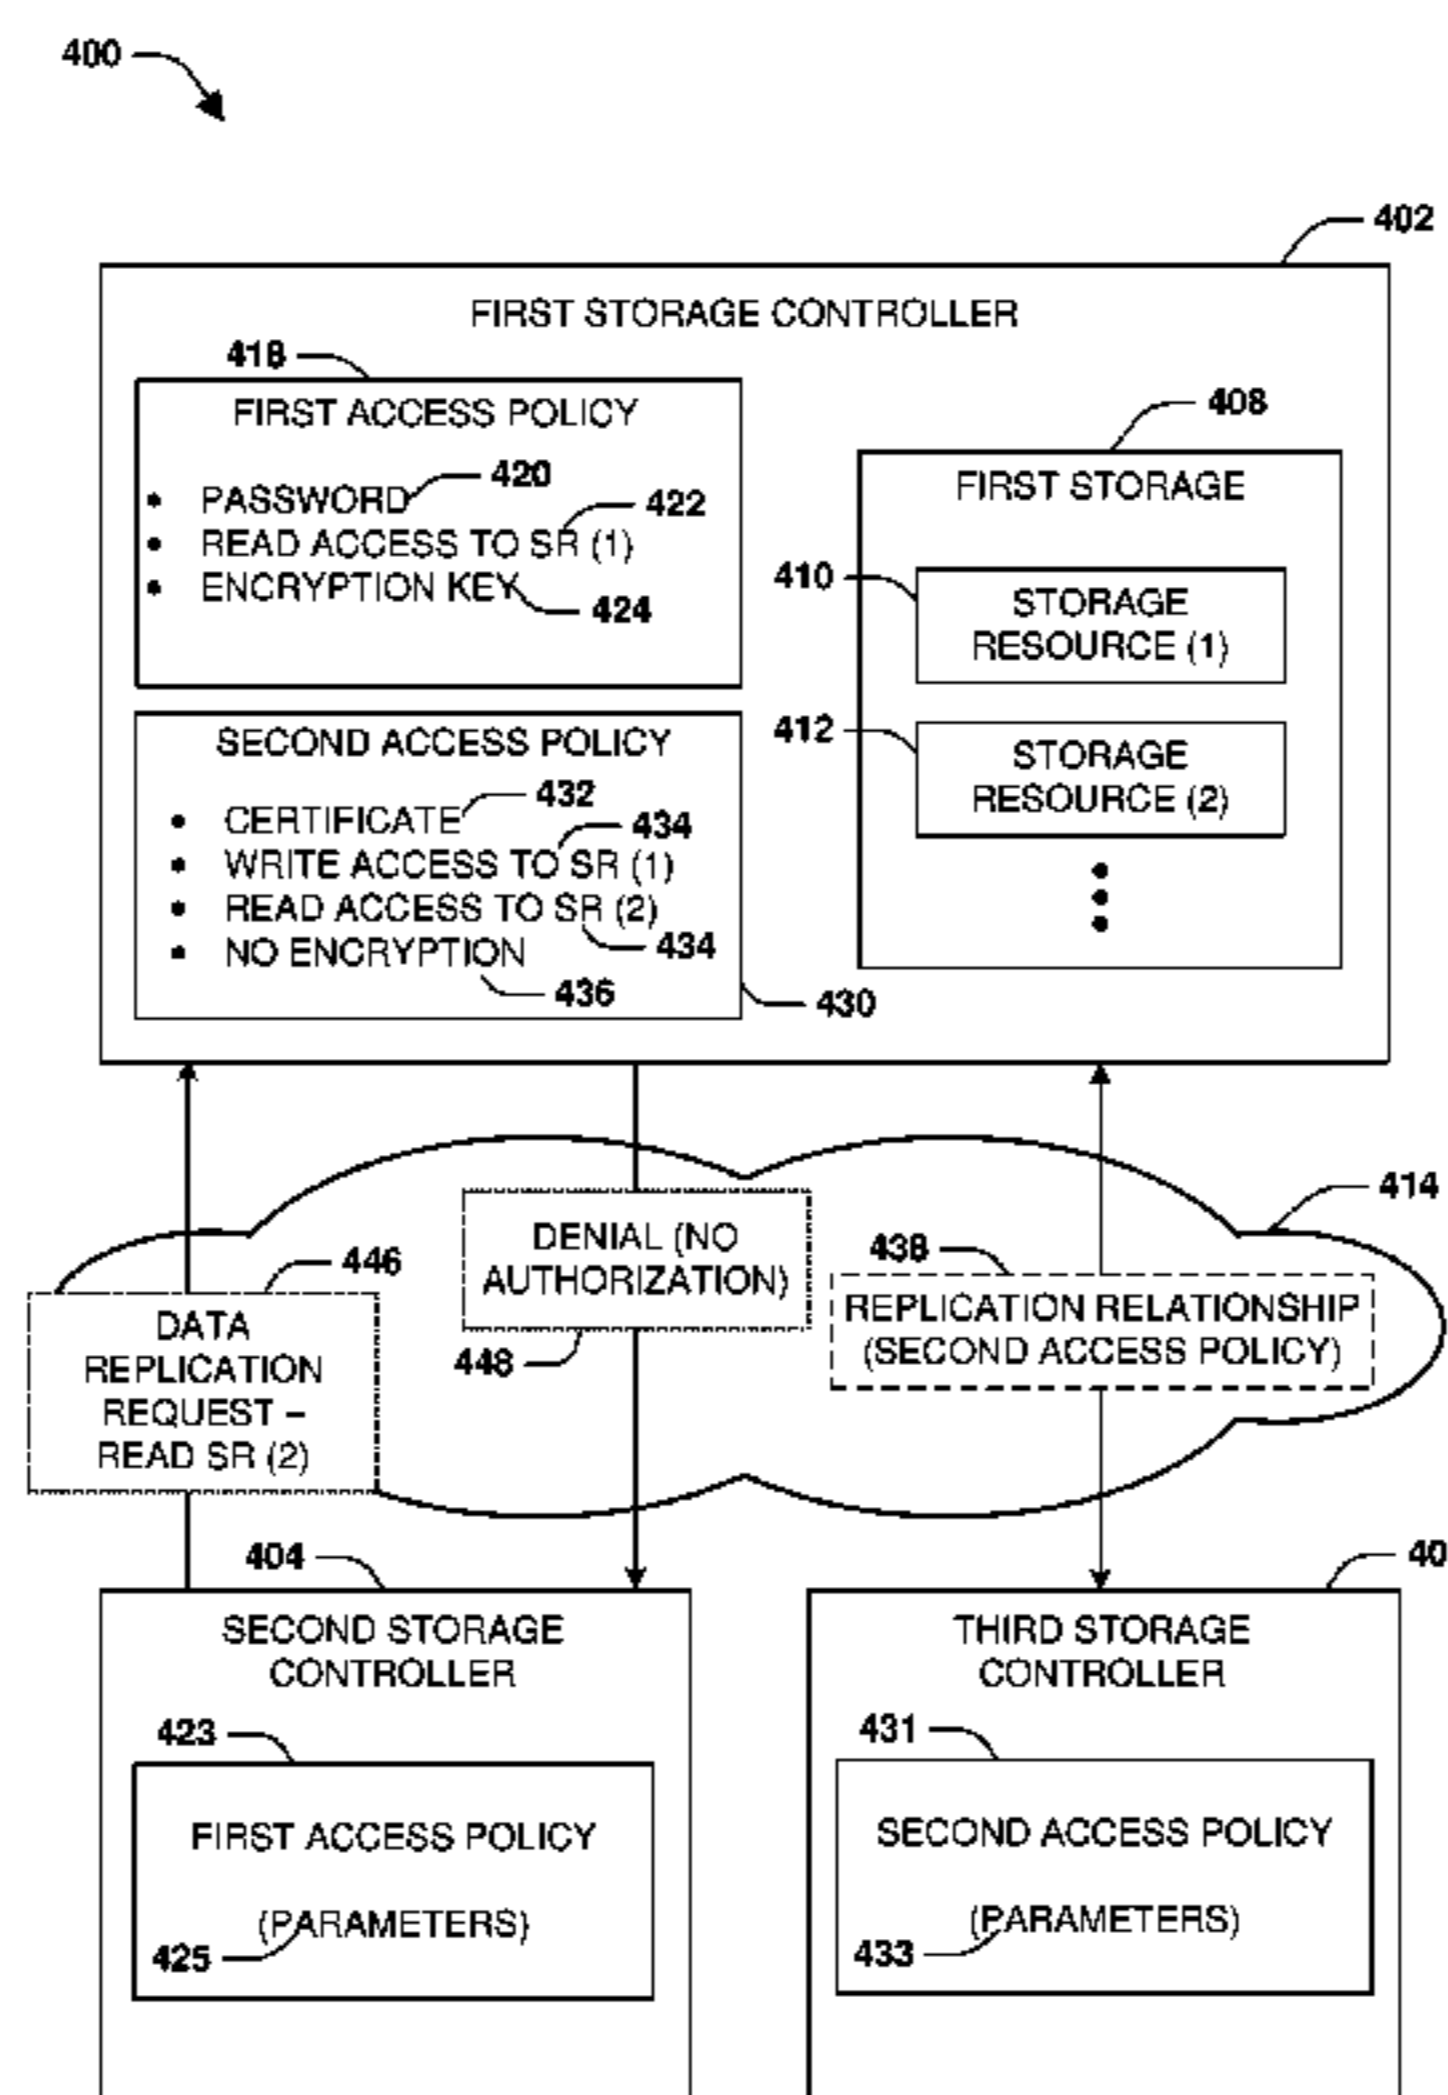 400
402
FIRST STORAGE CONTROLLER
418
FIRST ACCESS POLICY
420
• PASSWORD
422
• READ ACCESS TO SR (1)
• ENCRYPTION KEY
424
408
FIRST STORAGE
410
STORAGE
RESOURCE (1)
412
STORAGE
RESOURCE (2)
SECOND ACCESS POLICY
432
• CERTIFICATE
434
• WRITE ACCESS TO SR (1)
• READ ACCESS TO SR (2)
434
• NO ENCRYPTION
436
430
414
446
DATA
REPLICATION
REQUEST –
READ SR (2)
DENIAL (NO
AUTHORIZATION)
448
438
REPLICATION RELATIONSHIP
(SECOND ACCESS POLICY)
404
SECOND STORAGE
CONTROLLER
423
FIRST ACCESS POLICY
(PARAMETERS)
425
40
THIRD STORAGE
CONTROLLER
431
SECOND ACCESS POLICY
(PARAMETERS)
433